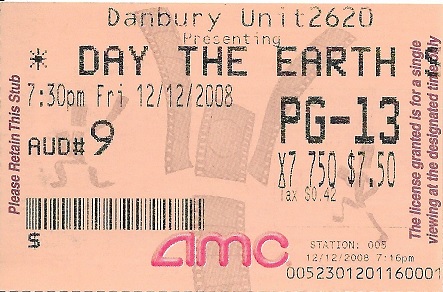 Danbury Unit2620
Presenting
* DAY THE EARTH
7:30pm Fri 12/12/2008
PG-13
AUD# 9
X7 750 $7.50
Tax $0.42
S
amc
STATION: 005
12/12/2008 7:16pm
0052301201160001
Please Retain This Stub
The license granted is for a single
viewing at the designated time only